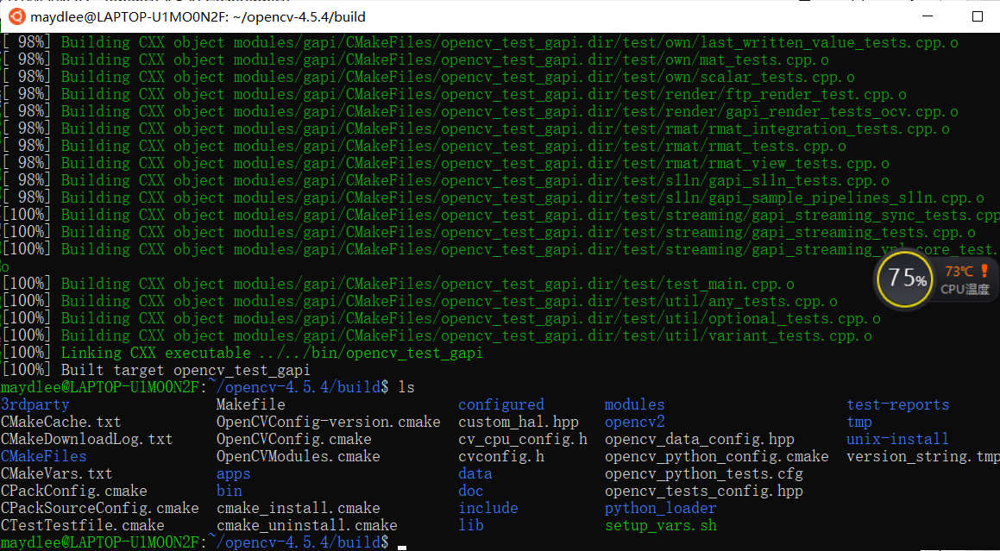 maydlee@LAPTOP-U1MO0N2F: ~/opencv-4.5.4/build
[ 98%] Building CXX object modules/gapi/CMakeFiles/opencv_test_gapi.dir/test/own/last_written_value_tests.cpp.o
[ 98%] Building CXX object modules/gapi/CMakeFiles/opencv_test_gapi.dir/test/own/mat_tests.cpp.o
[ 98%] Building CXX object modules/gapi/CMakeFiles/opencv_test_gapi.dir/test/own/scalar_tests.cpp.o
[ 98%] Building CXX object modules/gapi/CMakeFiles/opencv_test_gapi.dir/test/render/ftp_render_test.cpp.o
[ 98%] Building CXX object modules/gapi/CMakeFiles/opencv_test_gapi.dir/test/render/gapi_render_tests_ocv.cpp.o
[ 98%] Building CXX object modules/gapi/CMakeFiles/opencv_test_gapi.dir/test/rmat/rmat_integration_tests.cpp.o
[ 98%] Building CXX object modules/gapi/CMakeFiles/opencv_test_gapi.dir/test/rmat/rmat_tests.cpp.o
[ 98%] Building CXX object modules/gapi/CMakeFiles/opencv_test_gapi.dir/test/rmat/rmat_view_tests.cpp.o
[ 98%] Building CXX object modules/gapi/CMakeFiles/opencv_test_gapi.dir/test/slln/gapi_slln_tests.cpp.o
[ 98%] Building CXX object modules/gapi/CMakeFiles/opencv_test_gapi.dir/test/slln/gapi_sample_pipelines_slln.cpp.o
[100%] Building CXX object modules/gapi/CMakeFiles/opencv_test_gapi.dir/test/streaming/gapi_streaming_sync_tests.cpp
[100%] Building CXX object modules/gapi/CMakeFiles/opencv_test_gapi.dir/test/streaming/gapi_streaming_tests.cpp.o
[100%] Building CXX object modules/gapi/CMakeFiles/opencv_test_gapi.dir/test/streaming/gapi_streaming_vpl_core_test.
o
[100%] Building CXX object modules/gapi/CMakeFiles/opencv_test_gapi.dir/test/test_main.cpp.o
[100%] Building CXX object modules/gapi/CMakeFiles/opencv_test_gapi.dir/test/util/any_tests.cpp.o
[100%] Building CXX object modules/gapi/CMakeFiles/opencv_test_gapi.dir/test/util/optional_tests.cpp.o
[100%] Building CXX object modules/gapi/CMakeFiles/opencv_test_gapi.dir/test/util/variant_tests.cpp.o
[100%] Linking CXX executable ../../bin/opencv_test_gapi
[100%] Built target opencv_test_gapi
75% 73℃ !
CPU温度
maydlee@LAPTOP-U1MO0N2F:~/opencv-4.5.4/build$ ls
3rdparty Makefile configured modules test-reports
CMakeCache.txt OpenCVConfig-version.cmake custom_hal.hpp opencv2 tmp
CMakeDownloadLog.txt OpenCVConfig.cmake cv_cpu_config.h opencv_data_config.hpp unix-install
CMakeFiles OpenCVModules.cmake cvconfig.h opencv_python_config.cmake version_string.tmp
CMakeVars.txt apps data opencv_python_tests.cfg
CPackConfig.cmake bin doc opencv_tests_config.hpp
CPackSourceConfig.cmake cmake_install.cmake include python_loader
CTestTestfile.cmake cmake_uninstall.cmake lib setup_vars.sh
maydlee@LAPTOP-U1MO0N2F:~/opencv-4.5.4/build$